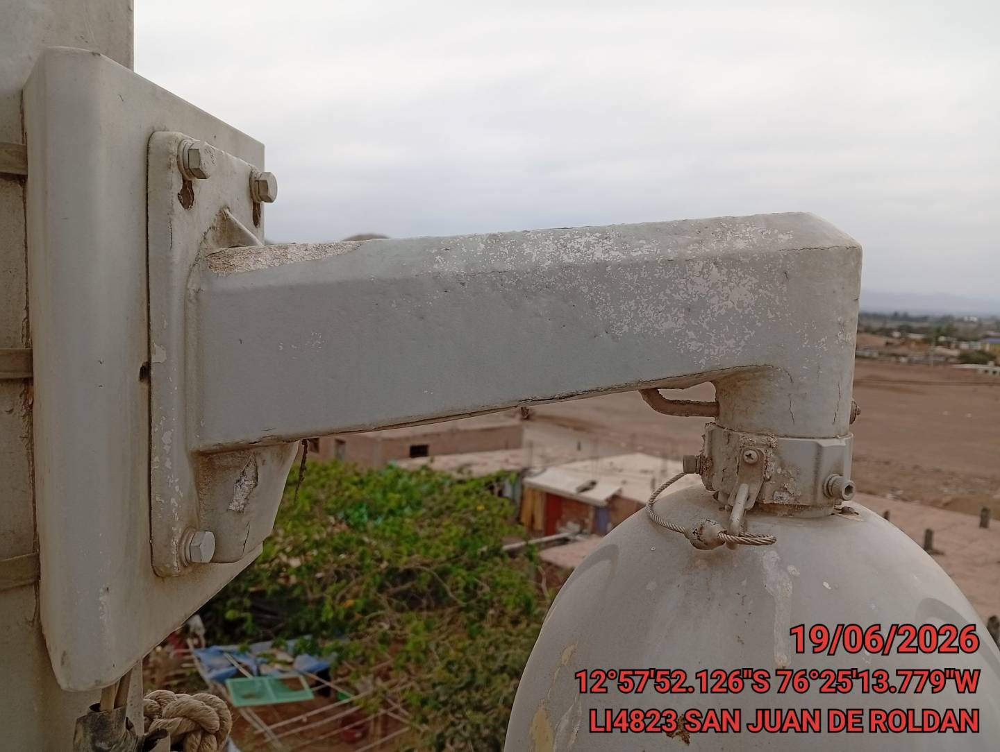 19/06/2026
12°57'52.126"S 76°25'13.779"W
LI4823 SAN JUAN DE ROLDAN